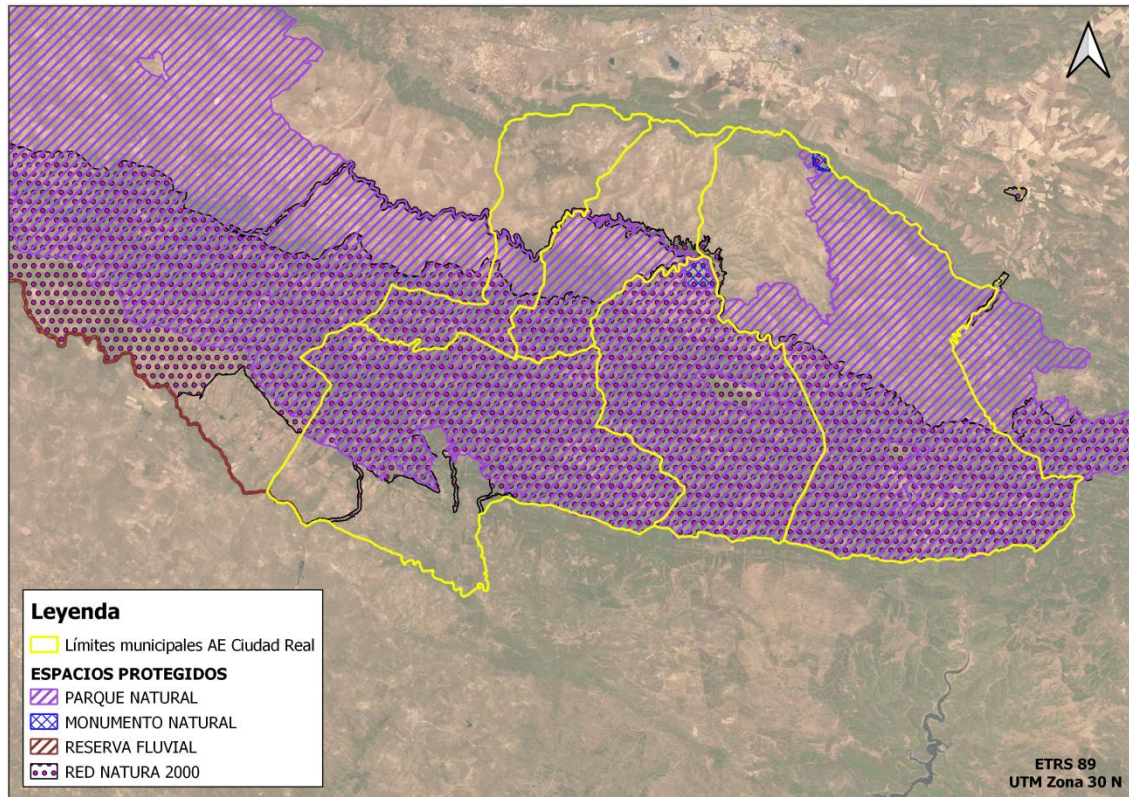 Leyenda
Límites municipales AE Ciudad Real
ESPACIOS PROTEGIDOS
PARQUE NATURAL
MONUMENTO NATURAL
RESERVA FLUVIAL
RED NATURA 2000
ETRS 89
UTM Zona 30 N